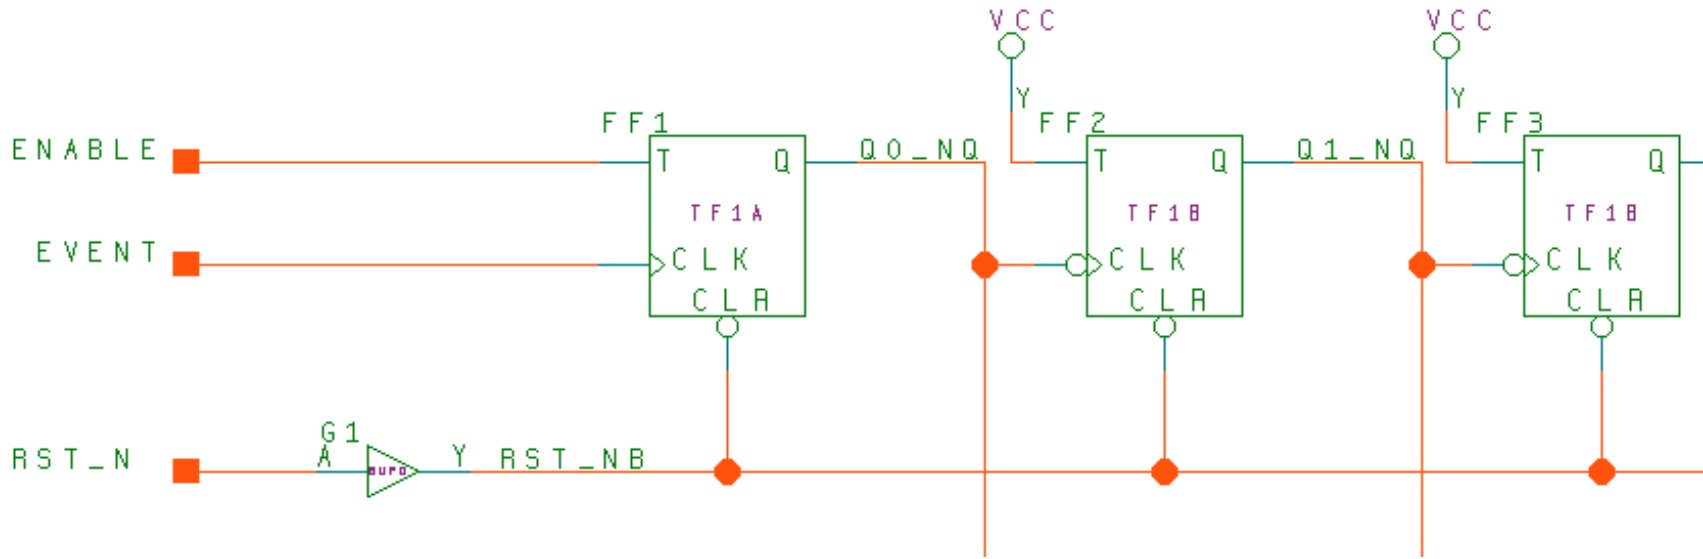 VCC
VCC
Y
Y
FF1
FF2
FF3
ENABLE
T
Q
Q0_NQ
T
Q
Q1_NQ
T
Q
TF1A
TF1B
TF1B
EVENT
CLK
CLK
CLK
CLR
CLR
CLR
G1
RST_N
A
BUFD
Y
RST_NB